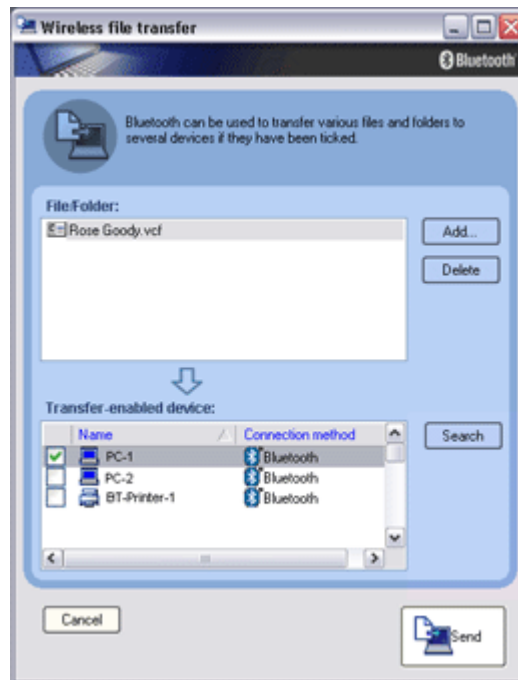 Wireless file transfer
Bluetooth
Bluetooth can be used to transfer various files and folders to
several devices if they have been ticked.
File/Folder:
Rose Goody.vcf
Add...
Delete
Transfer-enabled device:
Name Connection method
Search
PC-1 Bluetooth
PC-2 Bluetooth
BT-Printer-1 Bluetooth
Cancel
Send